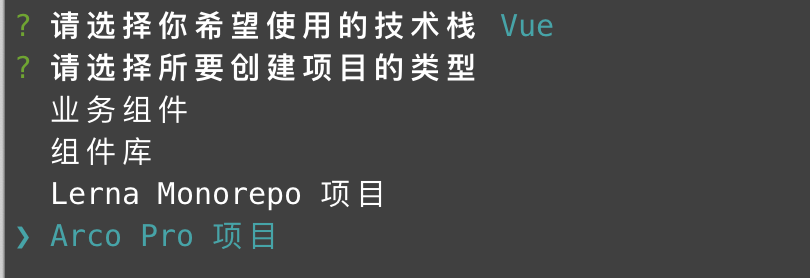 ? 请选择你希望使用的技术栈 Vue
? 请选择所要创建项目的类型
业务组件
组件库
Lerna Monorepo 项目
❯ Arco Pro 项目